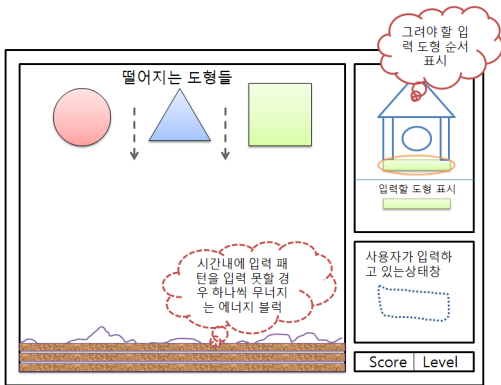 그려야 할 입
력 도형 순서
표시
떨어지는 도형들
입력할 도형 표시
시간내에 입력 패
턴을 입력 못할 경
우 하나씩 무너지
는 에너지 블럭
사용자가 입력하
고 있는상태창
Score Level